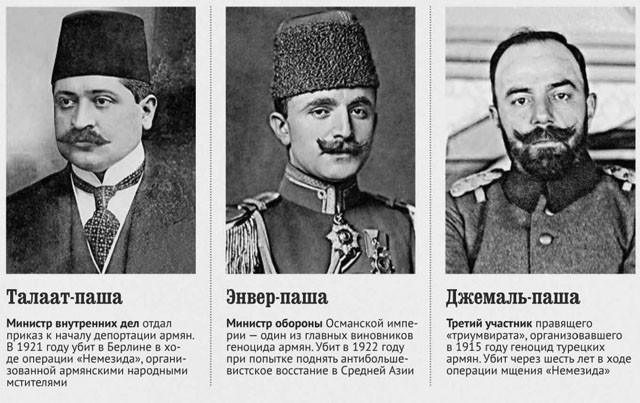 Талаат-паша
Министр внутренних дел отдал
приказ к началу депортации армян.
В 1921 году убит в Берлине в хо-
де операции «Немезида», органи-
зованной армянскими народными
мстителями
Энвер-паша
Министр обороны Османской импе-
рии — один из главных виновников
геноцида армян. Убит в 1922 году
при попытке поднять антибольше-
вистское восстание в Средней Азии
Джемаль-паша
Третий участник правящего
«триумвирата», организовавшего
в 1915 году геноцид турецких
армян. Убит через шесть лет в ходе
операции мщения «Немезида»